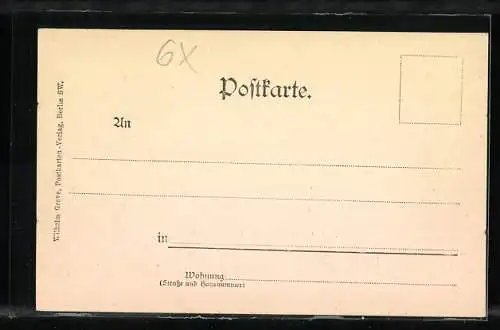 6X
Postkarte.
An
in
Wohnung
(Straße und Hausnummer)
Wilhelm Greve, Postkarten-Verlag, Berlin SW.